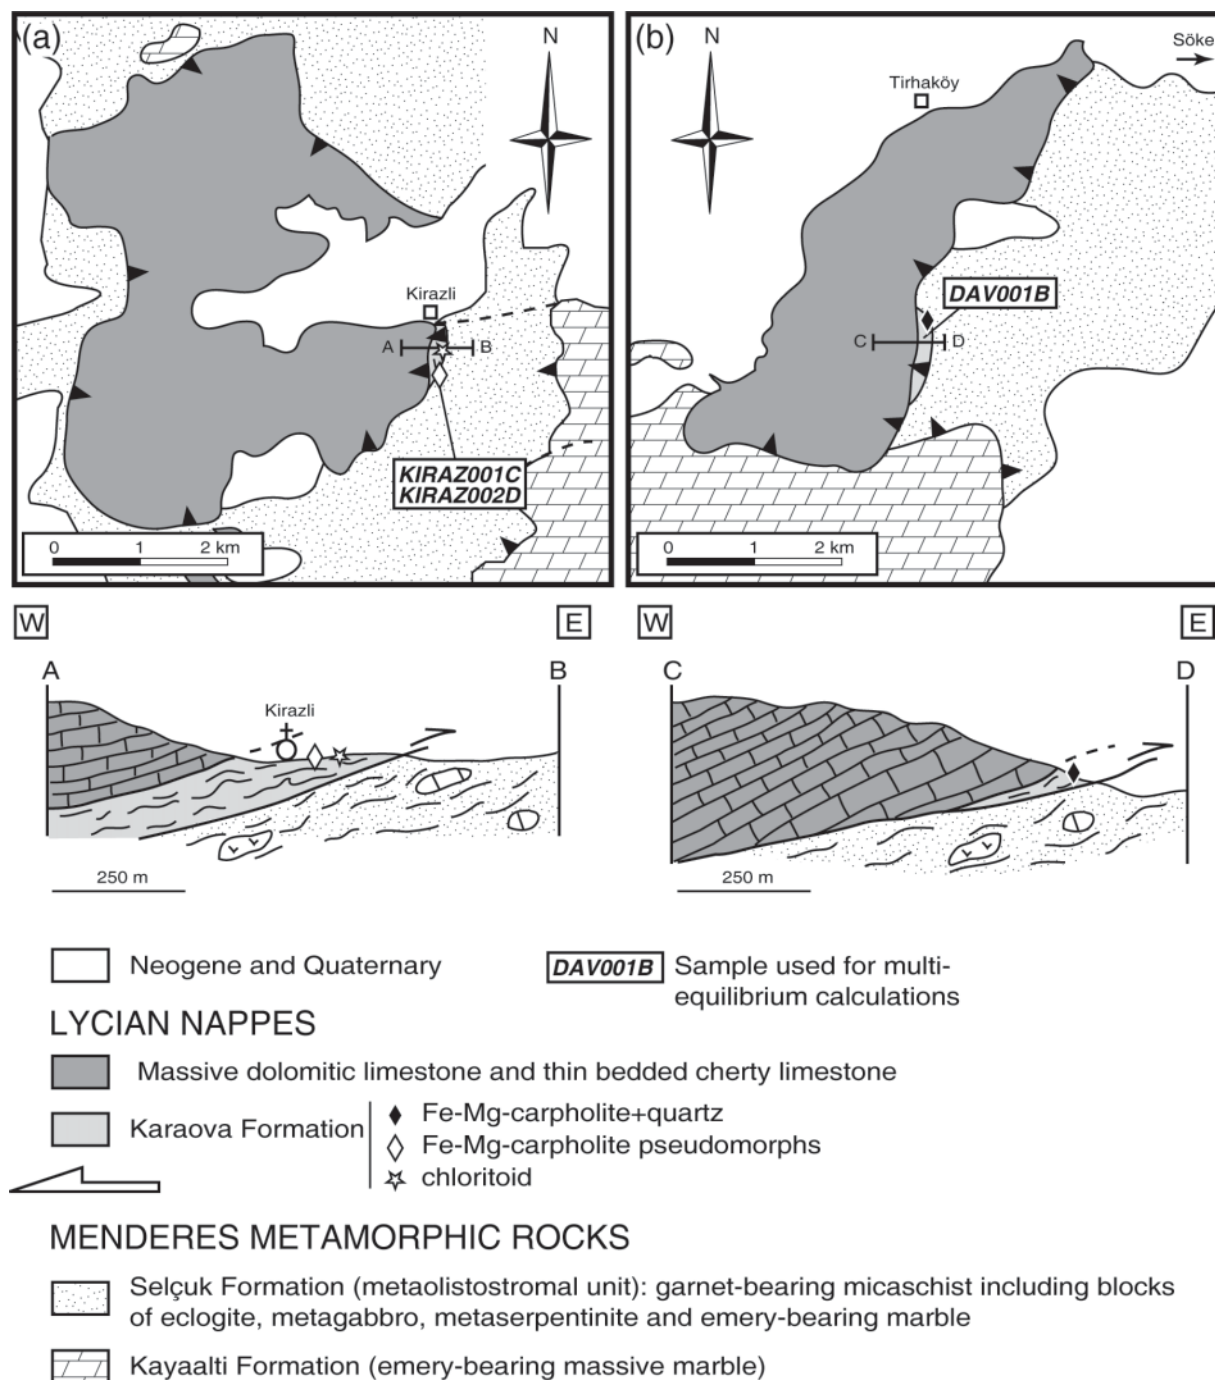 (a)
N
Kirazli
A
B
KIRAZ001C
KIRAZ002D
0 1 2 km
(b)
N
Söke
Tirhaköy
DAV001B
C
D
0 1 2 km
W
E
A
B
Kirazli
250 m
W
E
C
D
250 m
Neogene and Quaternary
DAV001B Sample used for multi-
equilibrium calculations
LYCIAN NAPPES
Massive dolomitic limestone and thin bedded cherty limestone
Karaova Formation
Fe-Mg-carpholite+quartz
Fe-Mg-carpholite pseudomorphs
chloritoid
MENDERES METAMORPHIC ROCKS
Selçuk Formation (metaolistostromal unit): garnet-bearing micaschist including blocks
of eclogite, metagabbro, metaserpentinite and emery-bearing marble
Kayaalti Formation (emery-bearing massive marble)